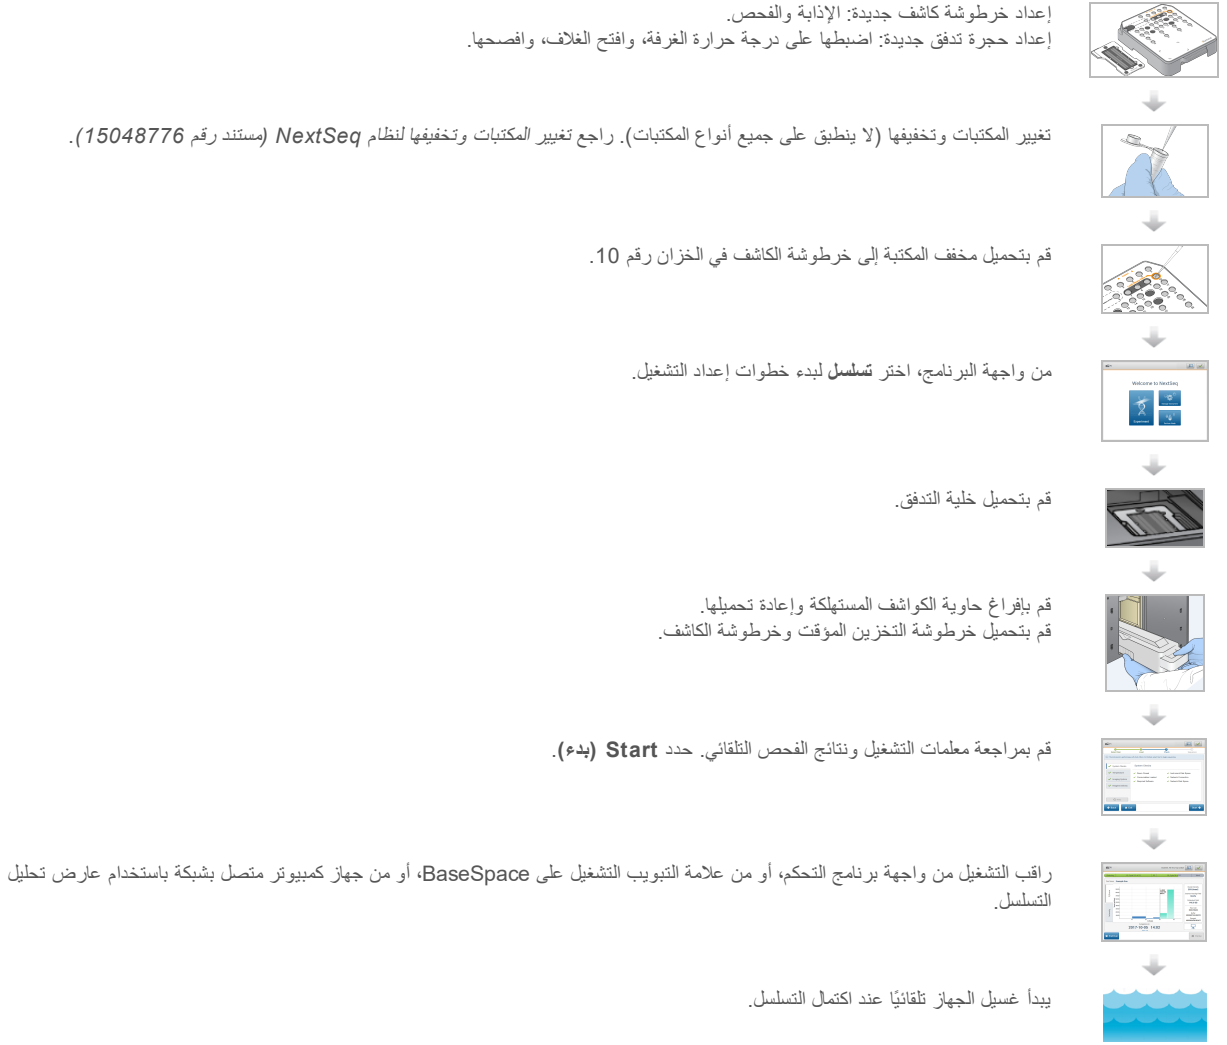 إعداد خرطوشة كاشف جديدة: الإذابة والفحص.
إعداد حجرة تدفق جديدة: اضبطها على درجة حرارة الغرفة، وافتح الغلاف، وافصحها.
تغيير المكتبات وتخفيفها (لا ينطبق على جميع أنواع المكتبات). راجع تغيير المكتبات وتخفيفها لنظام NextSeq (مستند رقم 15048776).
قم بتحميل مخفف المكتبة إلى خرطوشة الكاشف في الخزان رقم 10.
من واجهة البرنامج، اختر تسلسل لبدء خطوات إعداد التشغيل.
Welcome to NextSeq
قم بتحميل خلية التدفق.
قم بإفراغ حاوية الكواشف المستهلكة وإعادة تحميلها.
قم بتحميل خرطوشة التخزين المؤقت وخرطوشة الكاشف.
قم بمراجعة معلمات التشغيل ونتائج الفحص التلقائي. حدد Start (بدء).
راقب التشغيل من واجهة برنامج التحكم، أو من علامة التبويب التشغيل على BaseSpace، أو من جهاز كمبيوتر متصل بشبكة باستخدام عارض تحليل
التسلسل.
يبدأ غسيل الجهاز تلقائيًا عند اكتمال التسلسل.